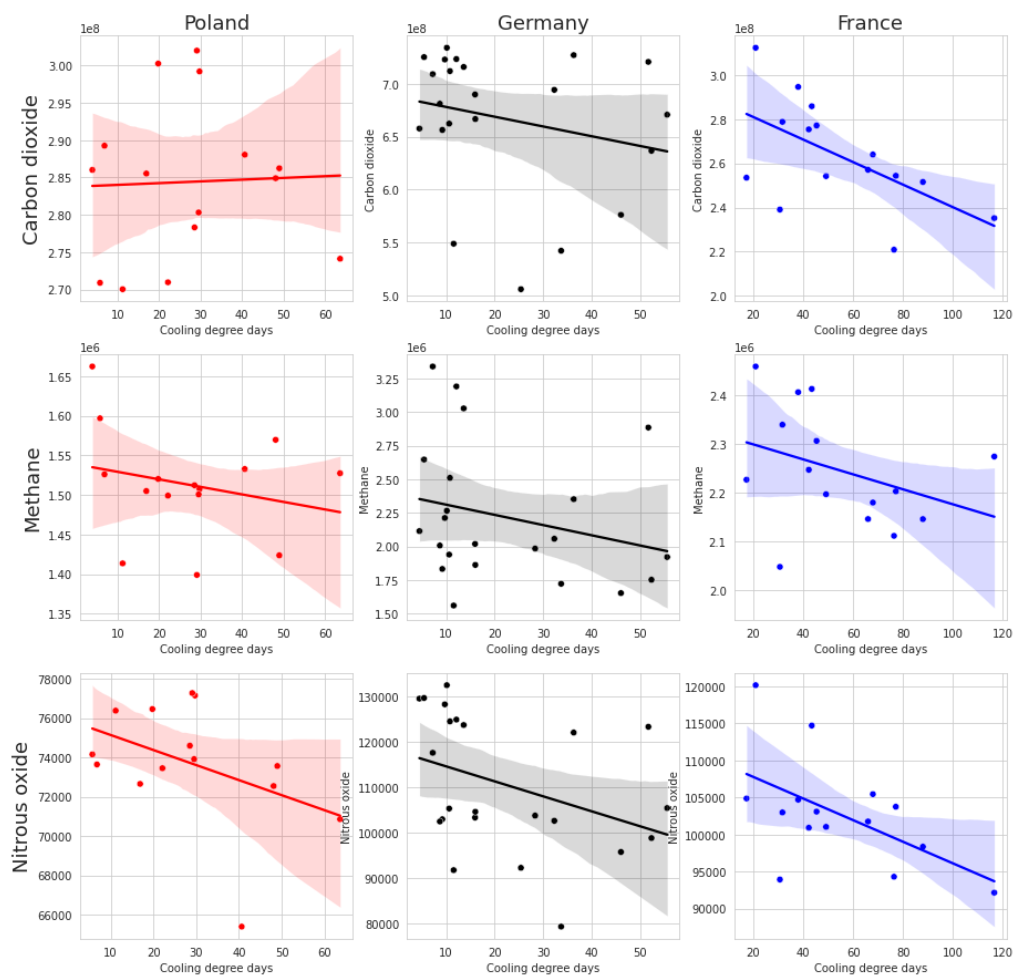 Poland Germany France
1e8 1e8 1e8
Carbon dioxide Carbon dioxide Carbon dioxide
3.00
2.95
2.90
2.85
2.80
2.75
2.70
10 20 30 40 50 60
Cooling degree days
7.0
6.5
6.0
5.5
5.0
10 20 30 40 50
Cooling degree days
3.0
2.8
2.6
2.4
2.2
2.0
20 40 60 80 100 120
Cooling degree days
1e6 1e6 1e6
Methane Methane Methane
1.65
1.60
1.55
1.50
1.45
1.40
1.35
10 20 30 40 50 60
Cooling degree days
3.25
3.00
2.75
2.50
2.25
2.00
1.75
1.50
10 20 30 40 50
Cooling degree days
2.4
2.3
2.2
2.1
2.0
20 40 60 80 100 120
Cooling degree days
Nitrous oxide Nitrous oxide Nitrous oxide
78000
76000
74000
72000
70000
68000
66000
10 20 30 40 50 60
Cooling degree days
130000
120000
110000
100000
90000
80000
10 20 30 40 50
Cooling degree days
120000
115000
110000
105000
100000
95000
90000
20 40 60 80 100 120
Cooling degree days